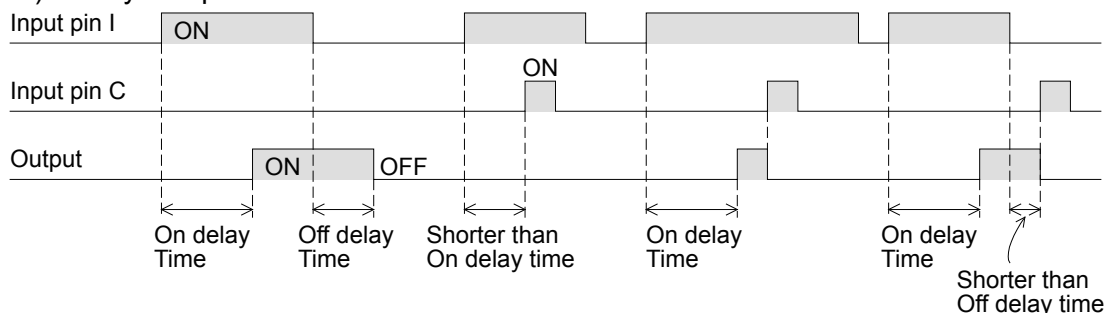 Input pin I
ON
ON
Input pin C
Output
ON
OFF
On delay
Time
Off delay
Time
Shorter than
On delay time
On delay
Time
On delay
Time
Shorter than
Off delay time